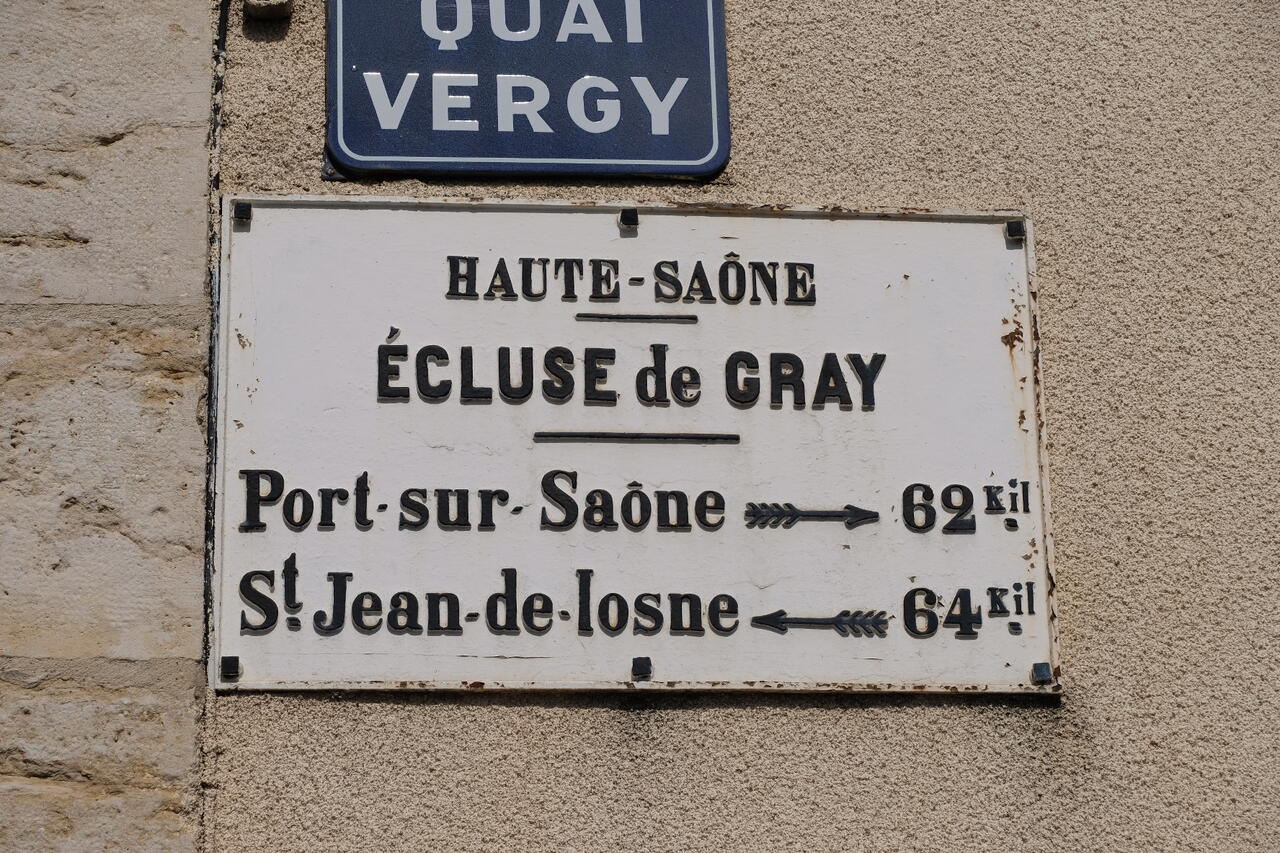 QUAI
VERGY
HAUTE-SAÔNE
ÉCLUSE de GRAY
Port-sur-Saône → 62 Kil
St Jean-de-losne ← 64 Kil